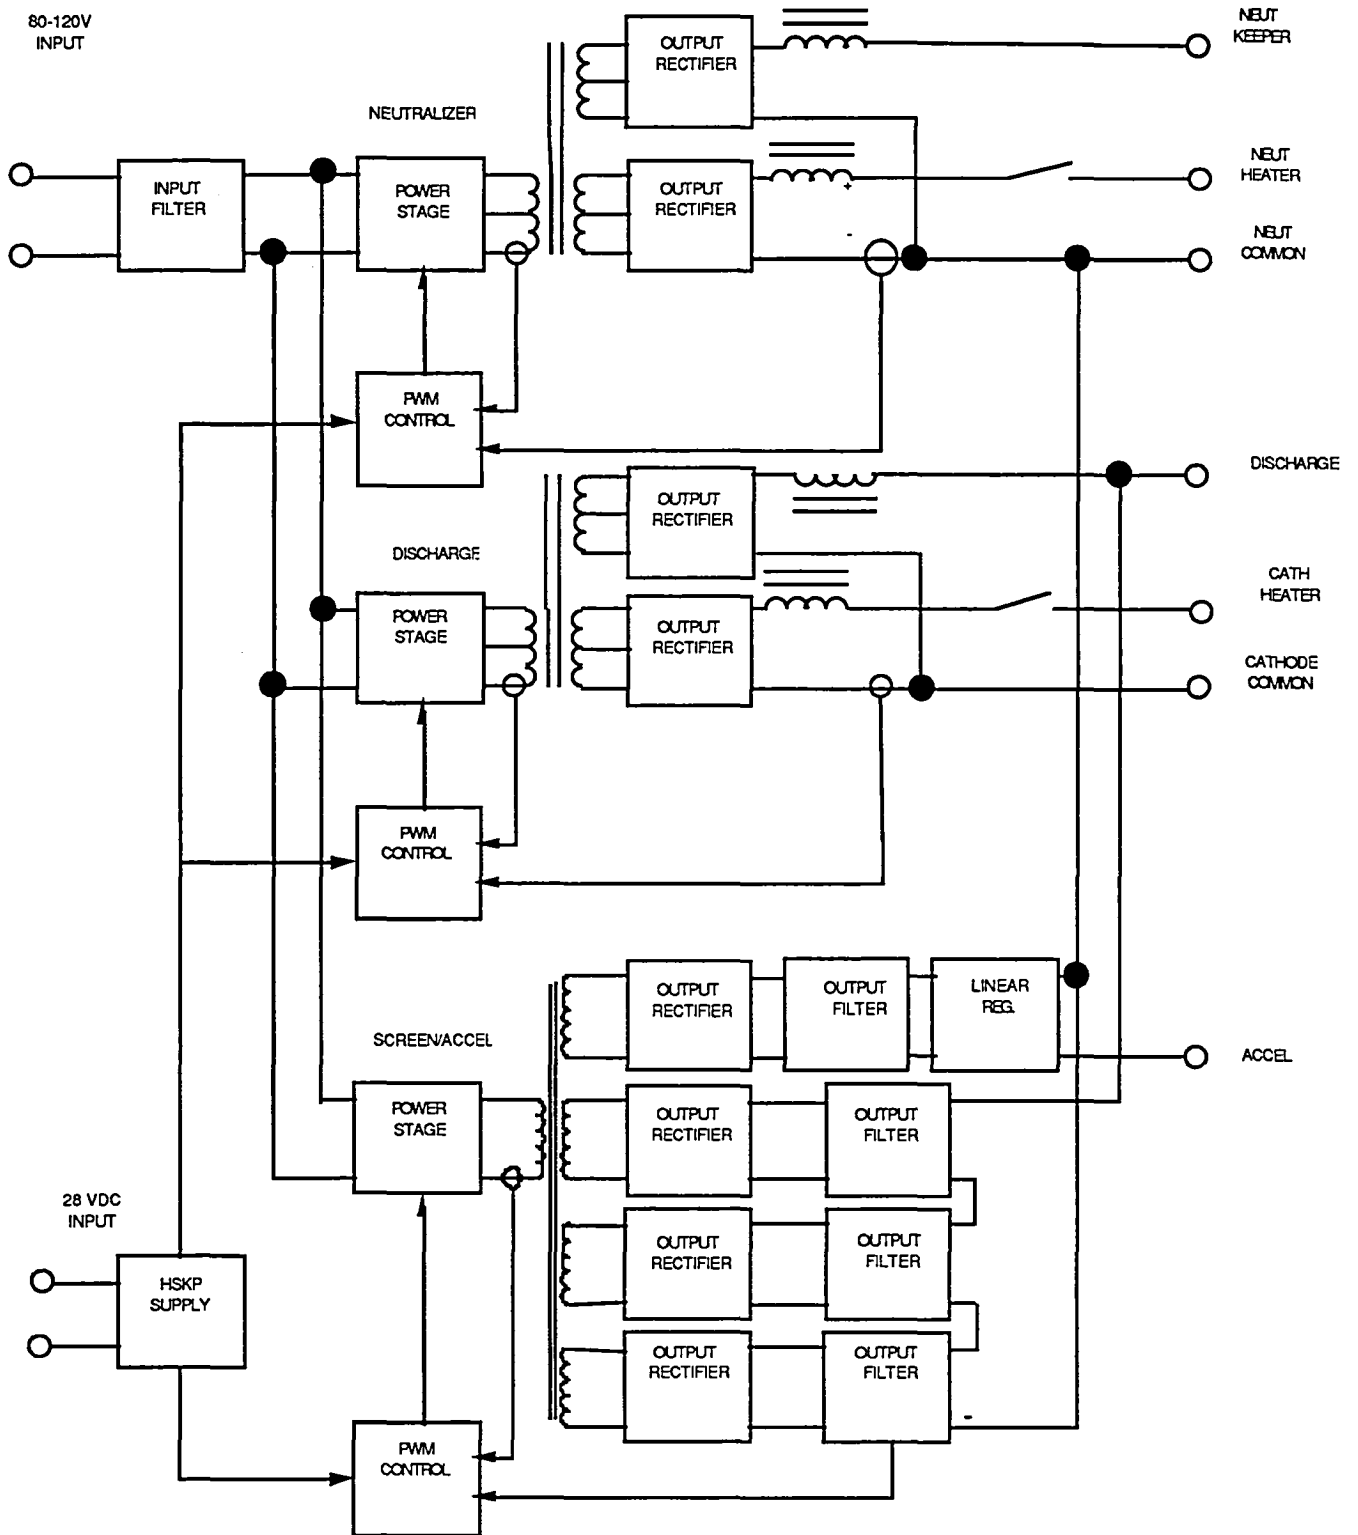 80-120V
INPUT
NEUT
KEEPER
OUTPUT
RECTIFIER
NEUTRALIZER
INPUT
FILTER
POWER
STAGE
OUTPUT
RECTIFIER
+
-
NEUT
HEATER
NEUT
COMMON
PWM
CONTROL
DISCHARGE
OUTPUT
RECTIFIER
DISCHARGE
POWER
STAGE
OUTPUT
RECTIFIER
CATH
HEATER
CATHODE
COMMON
PWM
CONTROL
OUTPUT
RECTIFIER
OUTPUT
FILTER
LINEAR
REG.
SCREEN/ACCEL
ACCEL
POWER
STAGE
OUTPUT
RECTIFIER
OUTPUT
FILTER
28 VDC
INPUT
OUTPUT
RECTIFIER
OUTPUT
FILTER
HSKP
SUPPLY
OUTPUT
RECTIFIER
OUTPUT
FILTER
-
PWM
CONTROL